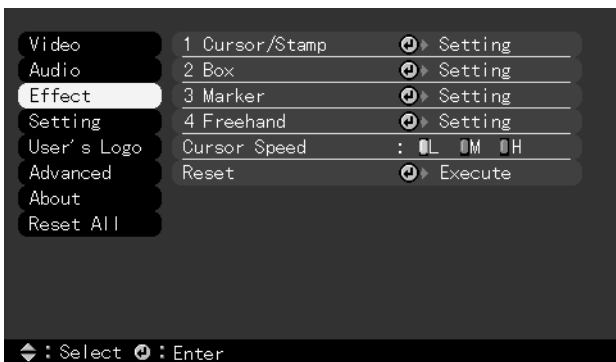 Video
Audio
Effect
Setting
User's Logo
Advanced
About
Reset All
1 Cursor/Stamp Setting
2 Box Setting
3 Marker Setting
4 Freehand Setting
Cursor Speed : L M H
Reset Execute
: Select : Enter